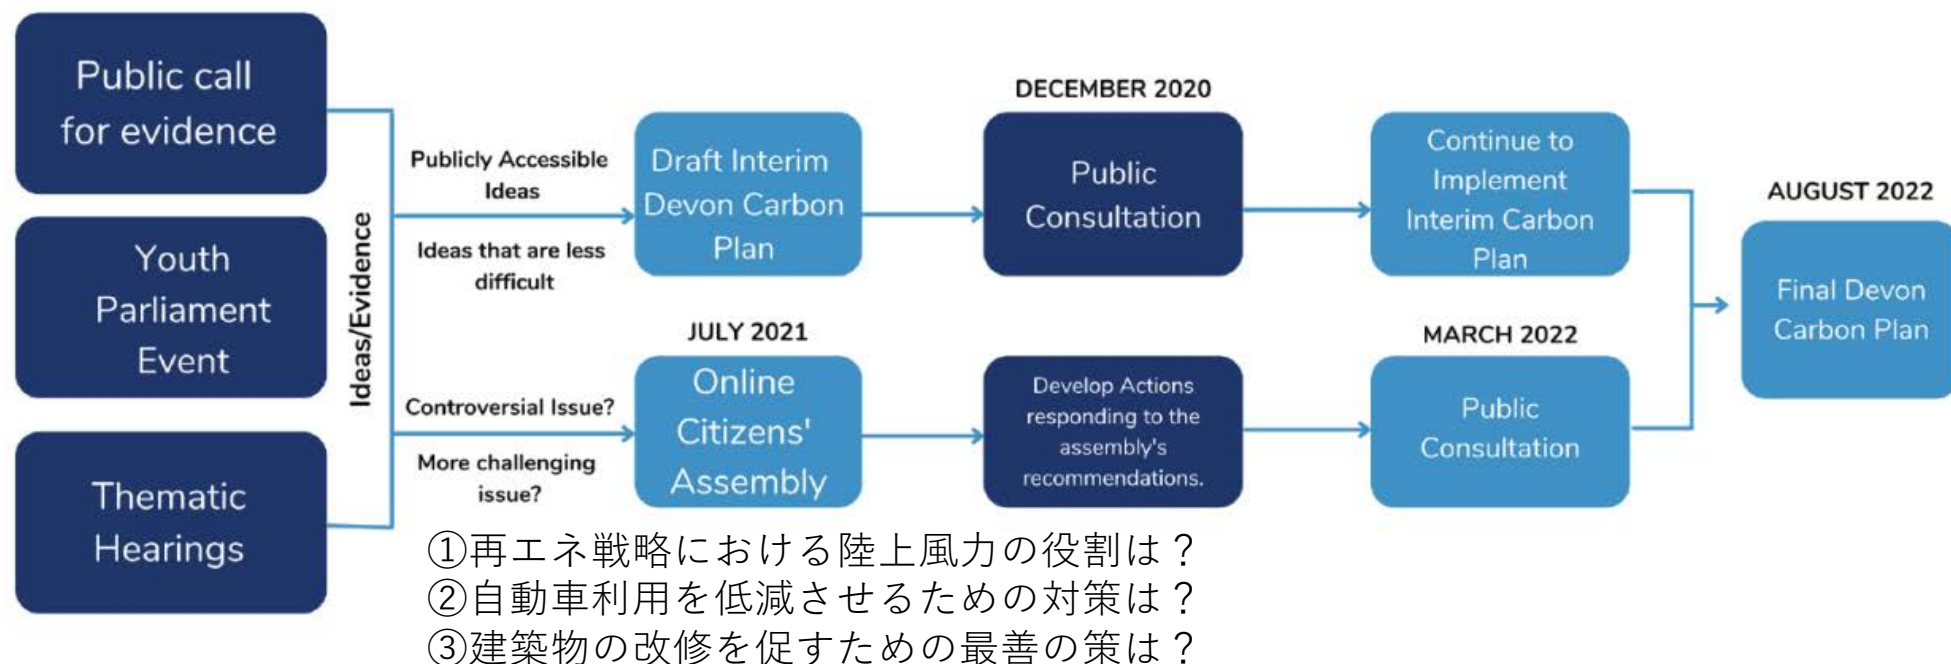 Public call
for evidence
Youth
Parliament
Event
Thematic
Hearings
Ideas/Evidence
Publicly Accessible
Ideas
Ideas that are less
difficult
Draft Interim
Devon Carbon
Plan
DECEMBER 2020
Public
Consultation
Continue to
Implement
Interim Carbon
Plan
Controversial Issue?
More challenging
issue?
JULY 2021
Online
Citizens'
Assembly
Develop Actions
responding to the
assembly's
recommendations.
MARCH 2022
Public
Consultation
AUGUST 2022
Final Devon
Carbon Plan
①再エネ戦略における陸上風力の役割は？
②自動車利用を低減させるための対策は？
③建築物の改修を促すための最善の策は？